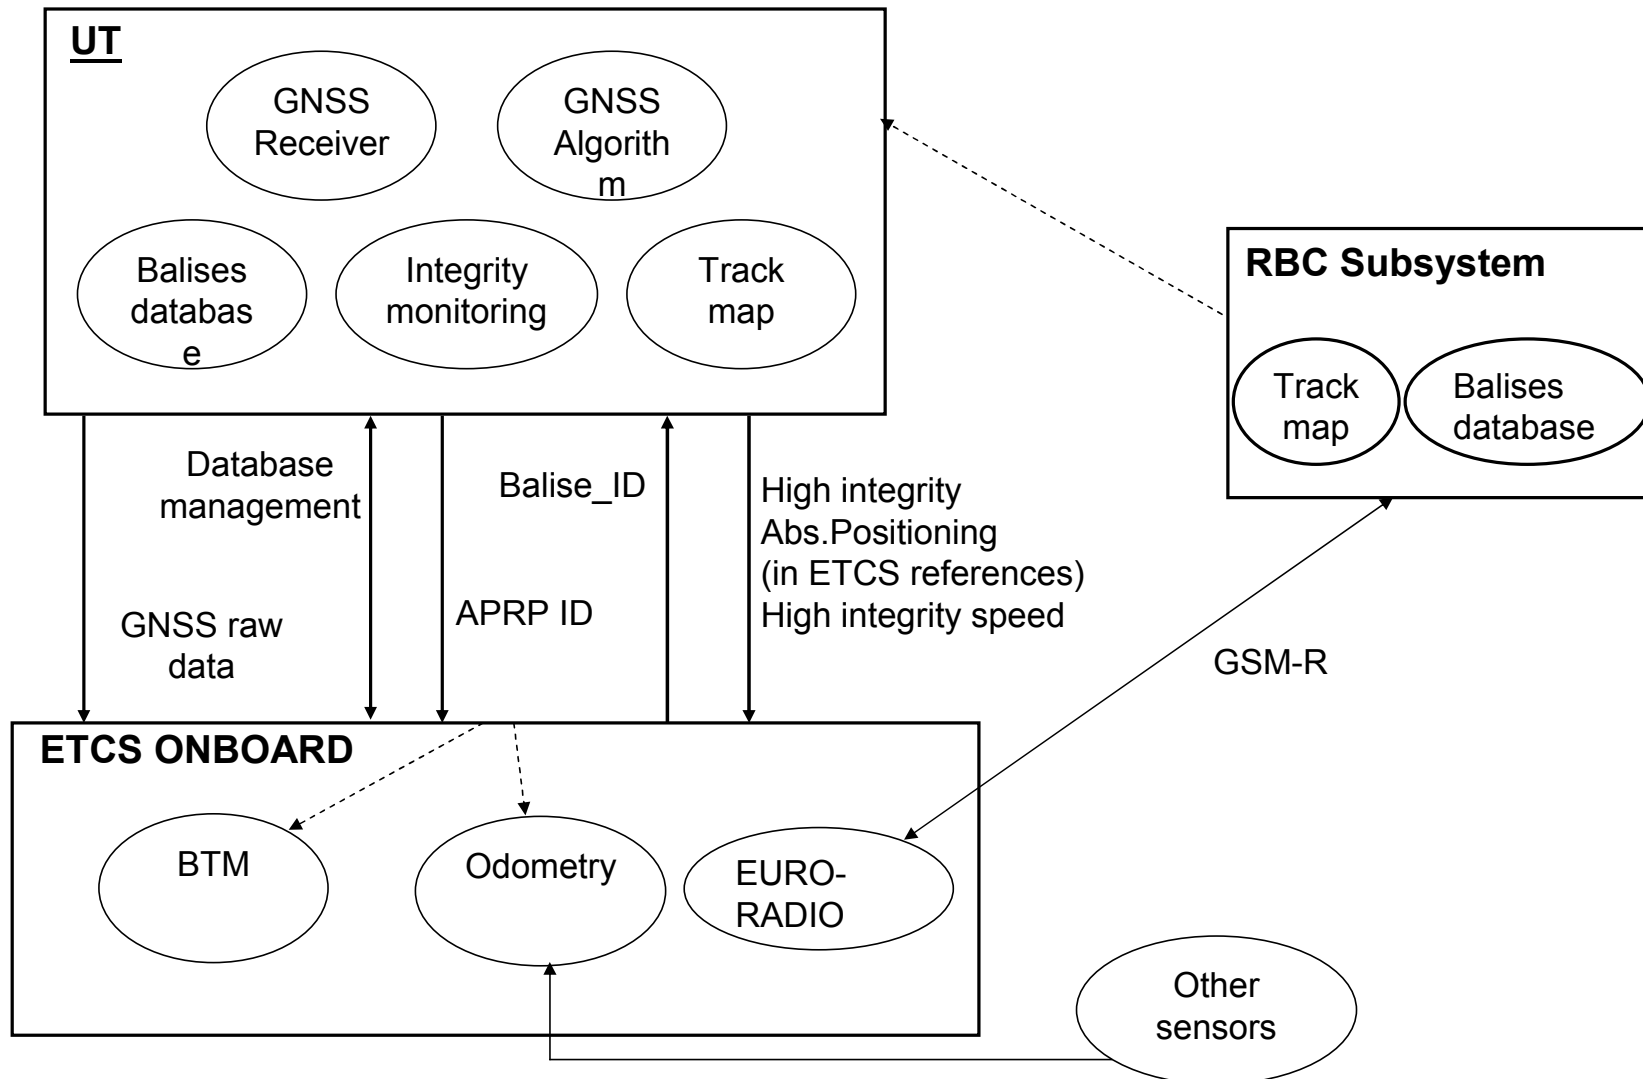 UT
GNSS
Receiver
GNSS
Algorith
m
Balises
databas
e
Integrity
monitoring
Track
map
RBC Subsystem
Track
map
Balises
database
Database
management
Balise_ID
High integrity
Abs.Positioning
(in ETCS references)
High integrity speed
GNSS raw
data
APRP ID
GSM-R
ETCS ONBOARD
BTM
Odometry
EURO-
RADIO
Other
sensors